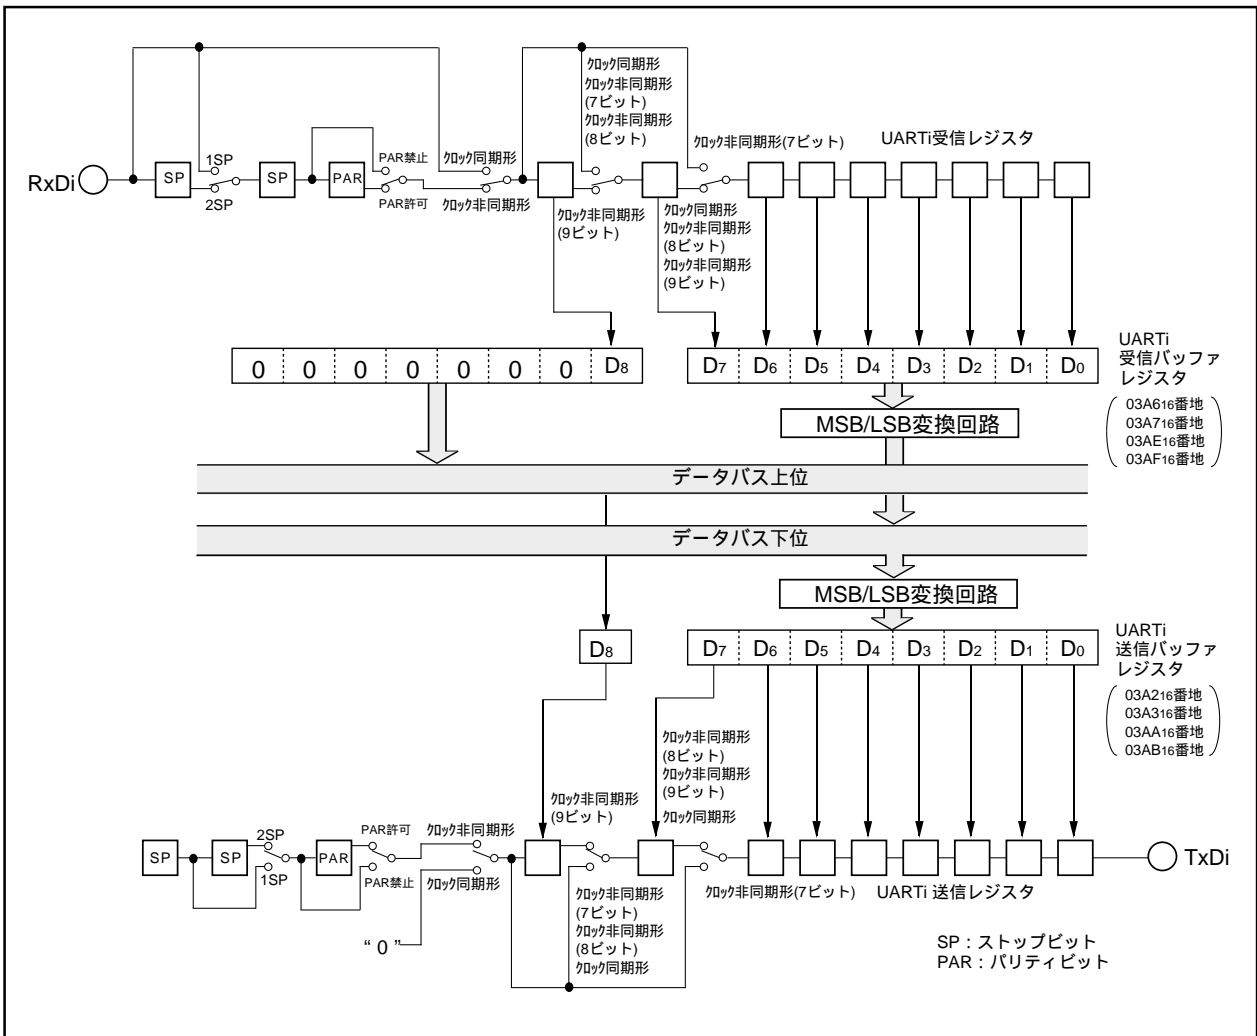 クロック同期形
クロック非同期形
(7ビット)
クロック非同期形
(8ビット)
クロック非同期形(7ビット)
UARTi受信レジスタ
RxDi
SP
1SP
2SP
SP
PAR
PAR禁止
PAR許可
クロック同期形
クロック非同期形
クロック非同期形
(9ビット)
クロック同期形
クロック非同期形
(8ビット)
クロック非同期形
(9ビット)
0 0 0 0 0 0 0 D8
D7 D6 D5 D4 D3 D2 D1 D0
UARTi
受信バッファ
レジスタ
03A616番地
03A716番地
03AE16番地
03AF16番地
MSB/LSB変換回路
データバス上位
データバス下位
MSB/LSB変換回路
D8
D7 D6 D5 D4 D3 D2 D1 D0
UARTi
送信バッファ
レジスタ
03A216番地
03A316番地
03AA16番地
03AB16番地
クロック非同期形
(8ビット)
クロック非同期形
(9ビット)
クロック同期形
クロック非同期形
(9ビット)
SP
SP
2SP
1SP
PAR
PAR許可
PAR禁止
クロック非同期形
クロック同期形
“ 0 ”
クロック非同期形
(7ビット)
クロック非同期形
(8ビット)
クロック同期形
クロック非同期形(7ビット)
UARTi 送信レジスタ
TxDi
SP:ストップビット
PAR:パリティビット